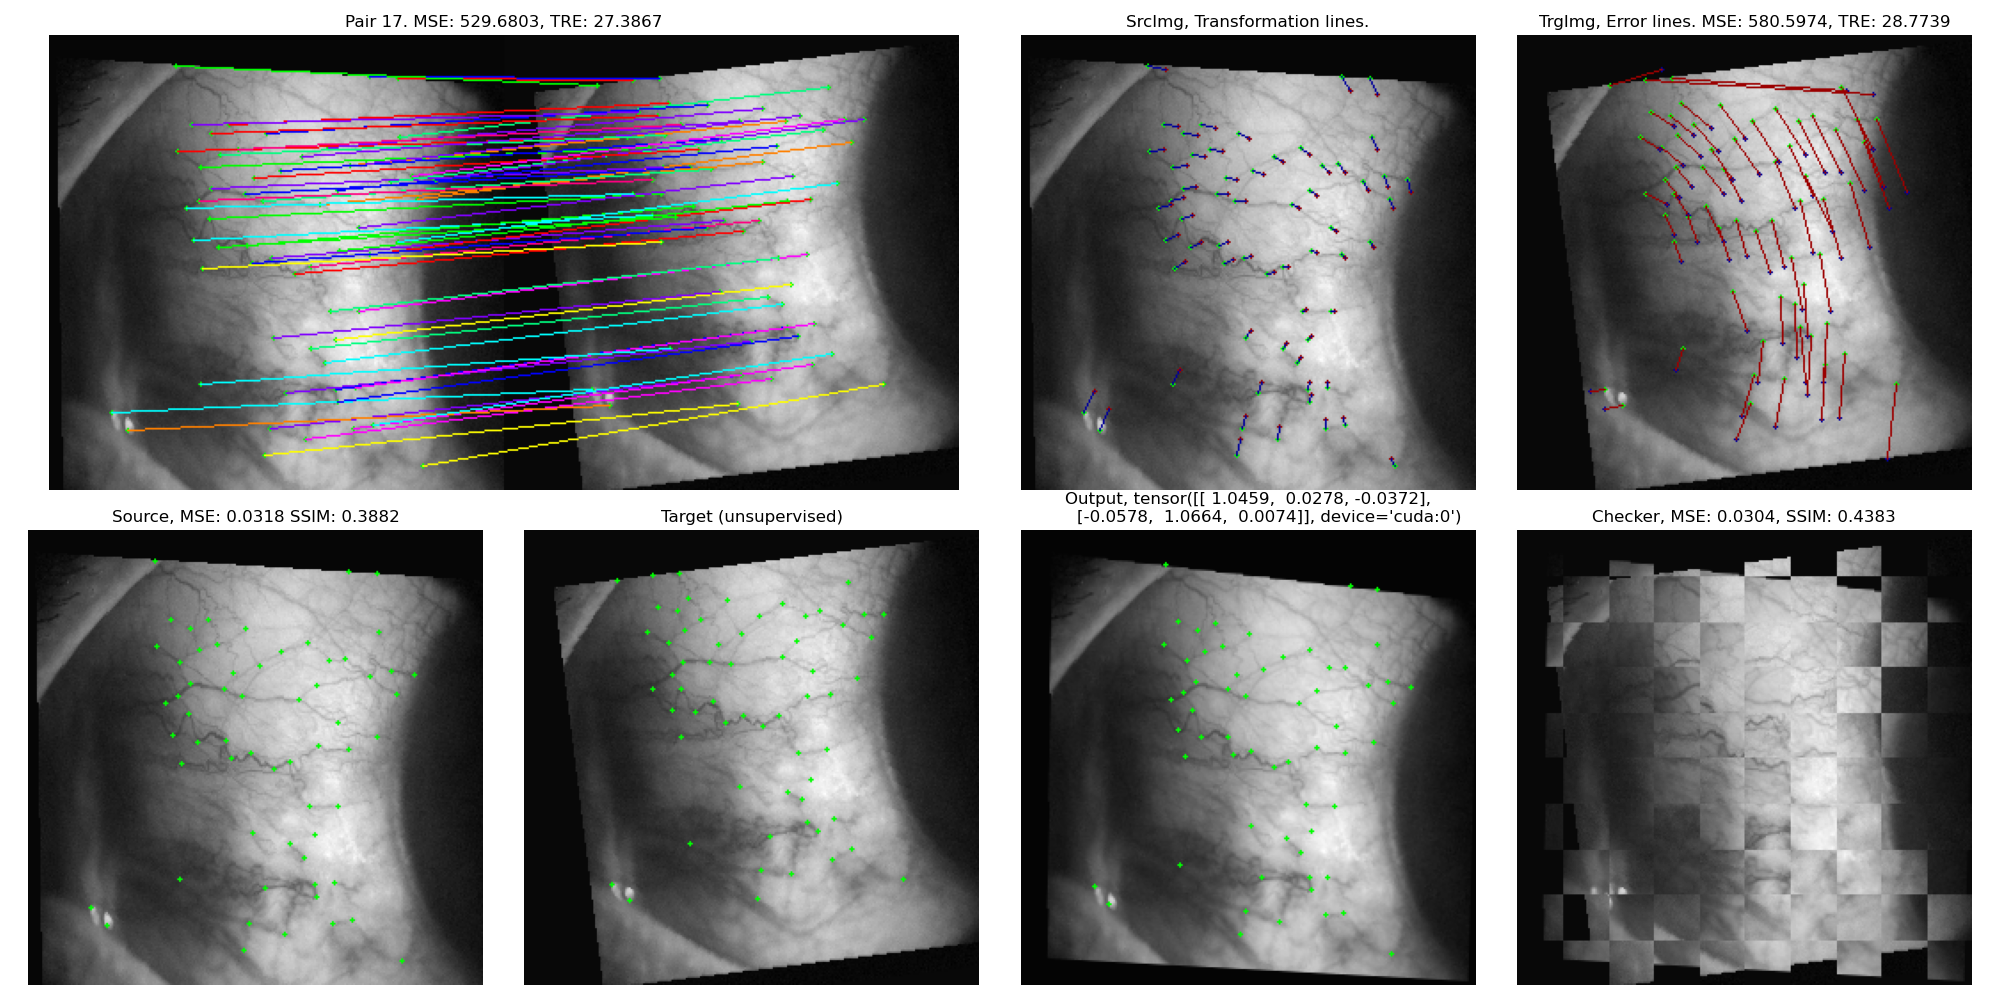 Pair 17. MSE: 529.6803, TRE: 27.3867
SrcImg, Transformation lines.
TrgImg, Error lines. MSE: 580.5974, TRE: 28.7739
Source, MSE: 0.0318 SSIM: 0.3882
Target (unsupervised)
Output, tensor([[ 1.0459,  0.0278, -0.0372],
[-0.0578,  1.0664,  0.0074]], device='cuda:0')
Checker, MSE: 0.0304, SSIM: 0.4383